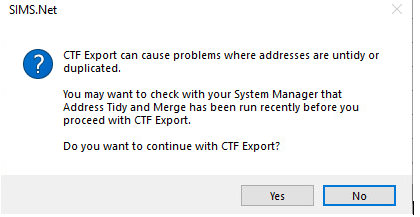 SIMS.Net
CTF Export can cause problems where addresses are untidy or
duplicated.
You may want to check with your System Manager that
Address Tidy and Merge has been run recently before you
proceed with CTF Export.
Do you want to continue with CTF Export?
Yes
No